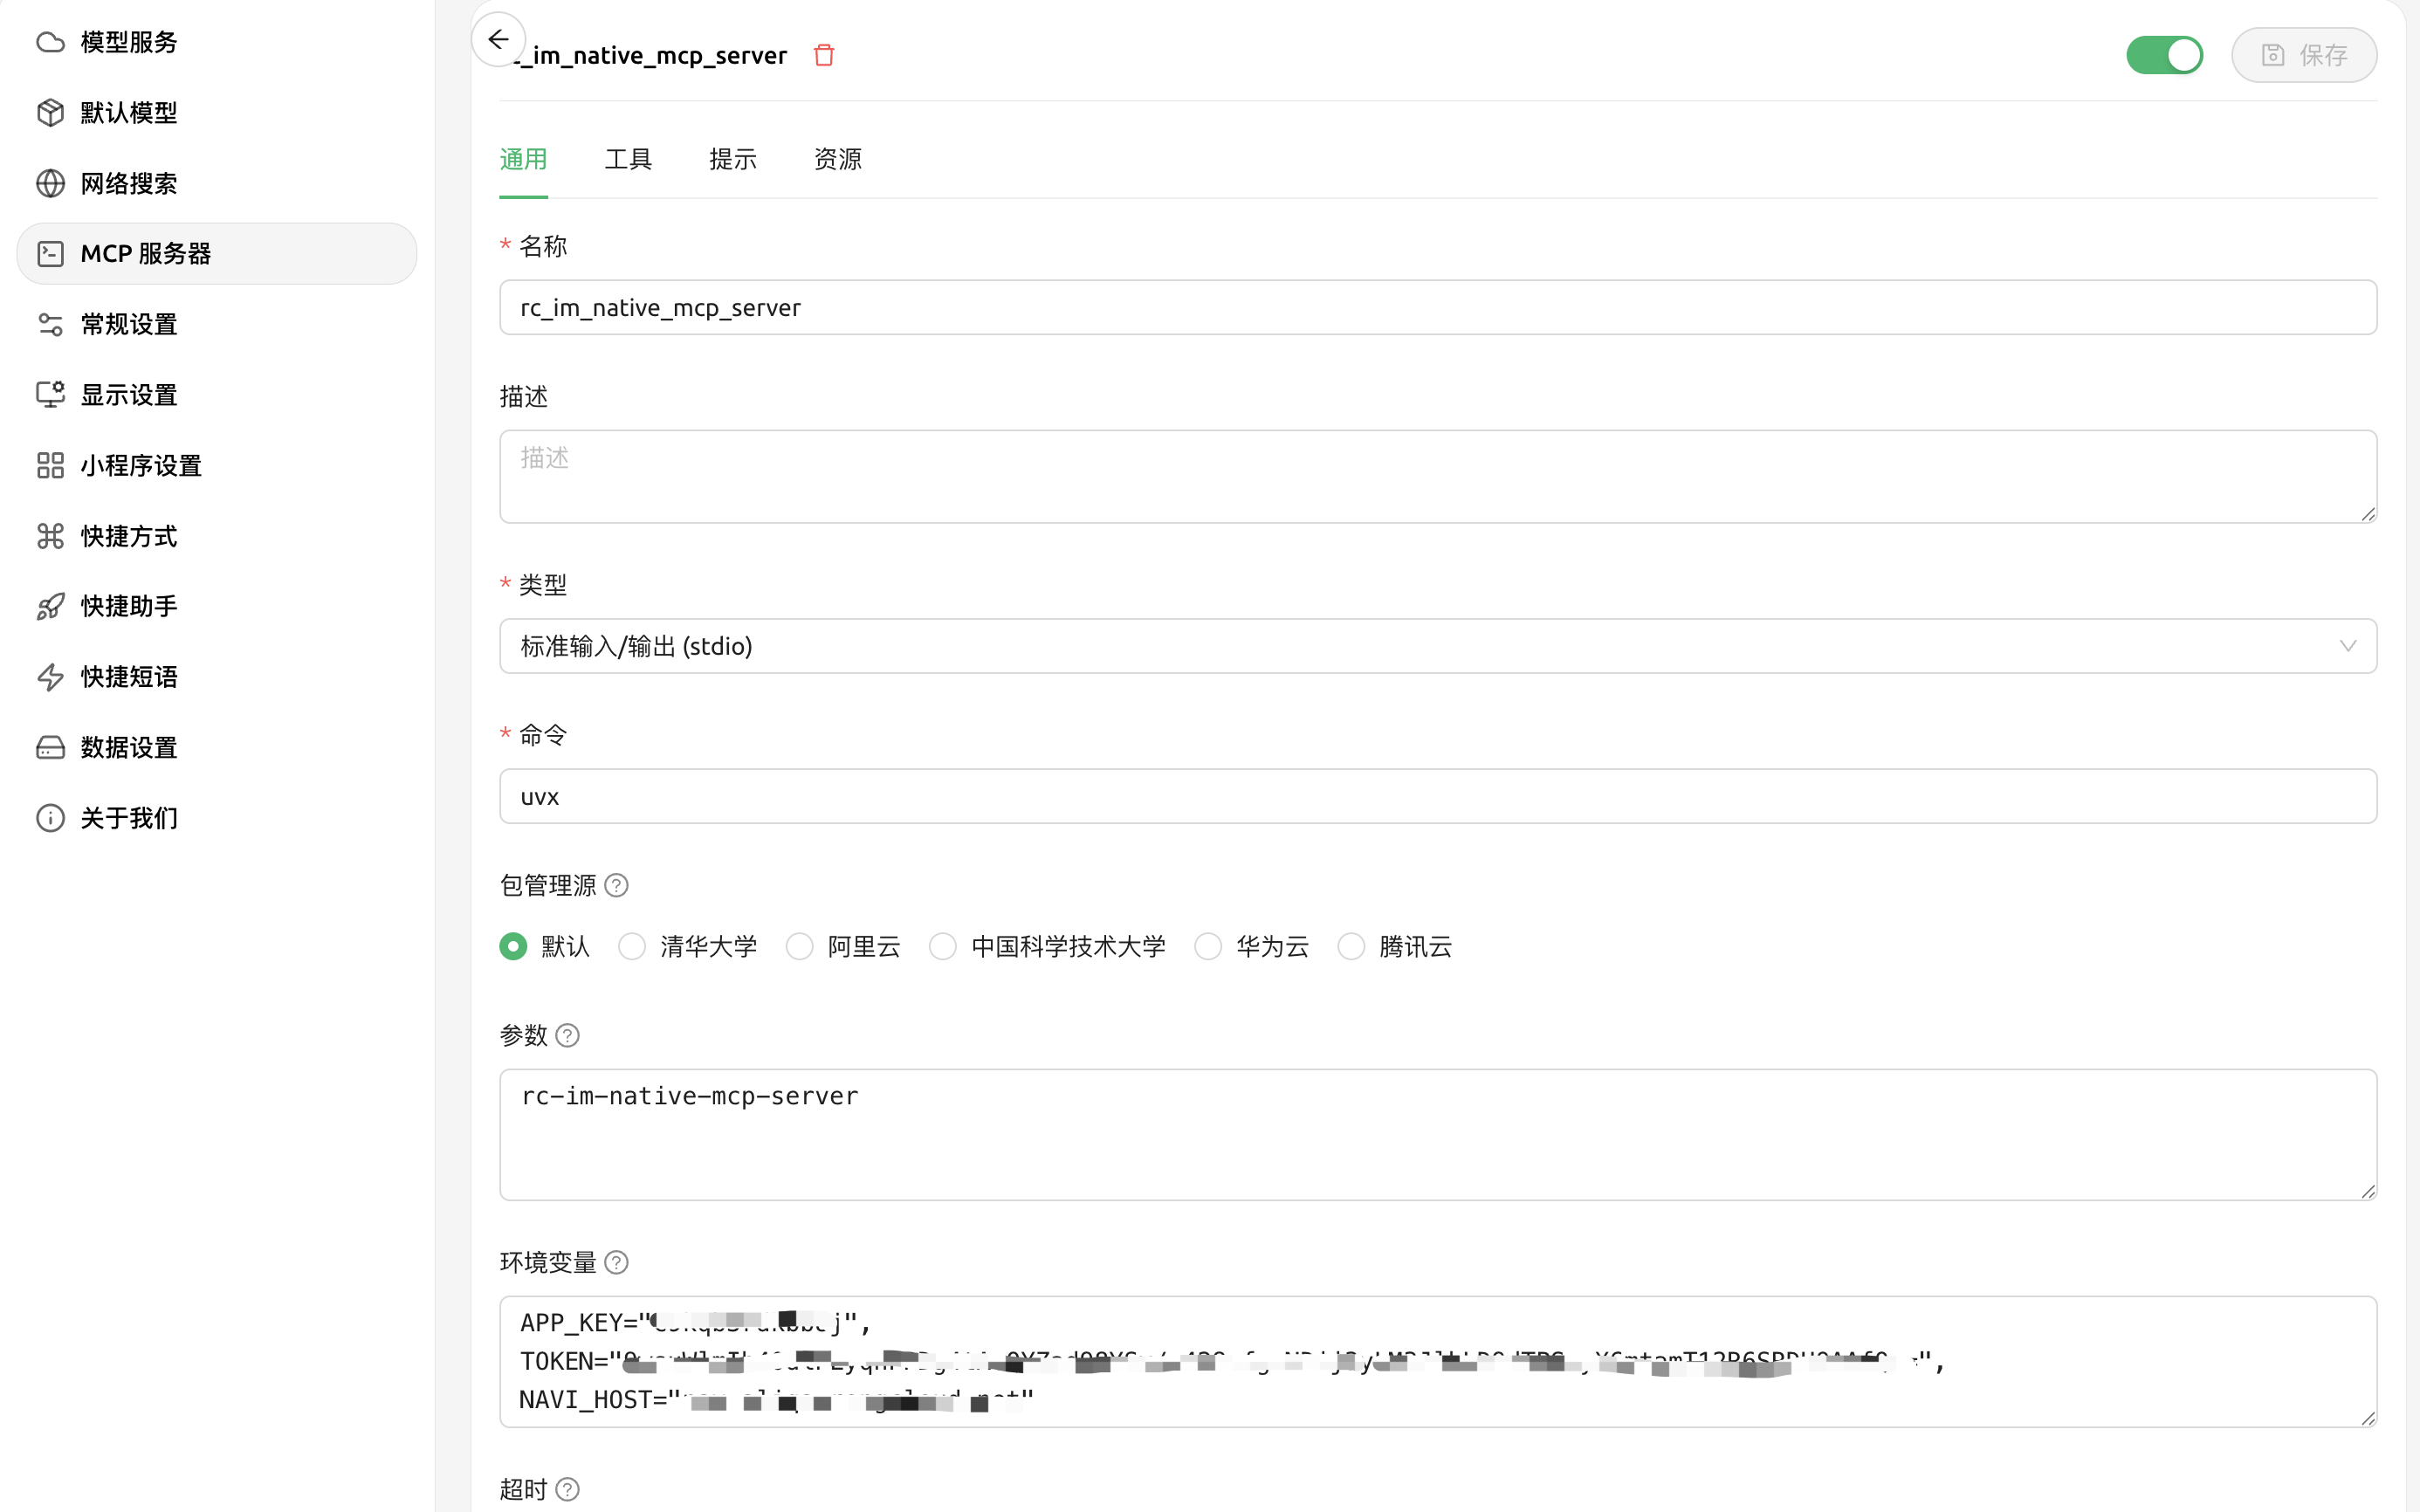 模型服务
默认模型
网络搜索
MCP 服务器
常规设置
显示设置
小程序设置
快捷方式
快捷助手
快捷短语
数据设置
关于我们
_im_native_mcp_server
保存
通用 工具 提示 资源
* 名称
rc_im_native_mcp_server
描述
描述
* 类型
标准输入/输出 (stdio)
* 命令
uvx
包管理源
默认 清华大学 阿里云 中国科学技术大学 华为云 腾讯云
参数
rc-im-native-mcp-server
环境变量
APP_KEY="
TOKEN="
NAVI_HOST="
超时